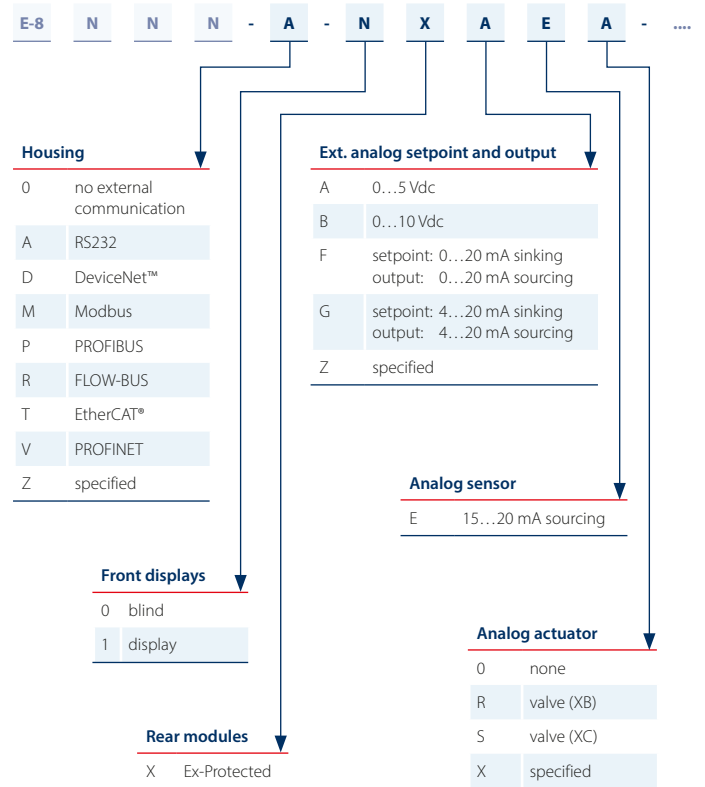 E-8 N N N - A - N X A E A - ....
Housing
0 no external
communication
A RS232
D DeviceNet™
M Modbus
P PROFIBUS
R FLOW-BUS
T EtherCAT®
V PROFINET
Z specified
Ext. analog setpoint and output
A 0…5 Vdc
B 0…10 Vdc
F setpoint: 0…20 mA sinking
output: 0…20 mA sourcing
G setpoint: 4…20 mA sinking
output: 4…20 mA sourcing
Z specified
Analog sensor
E 15…20 mA sourcing
Front displays
0 blind
1 display
Analog actuator
0 none
R valve (XB)
S valve (XC)
X specified
Rear modules
X Ex-Protected